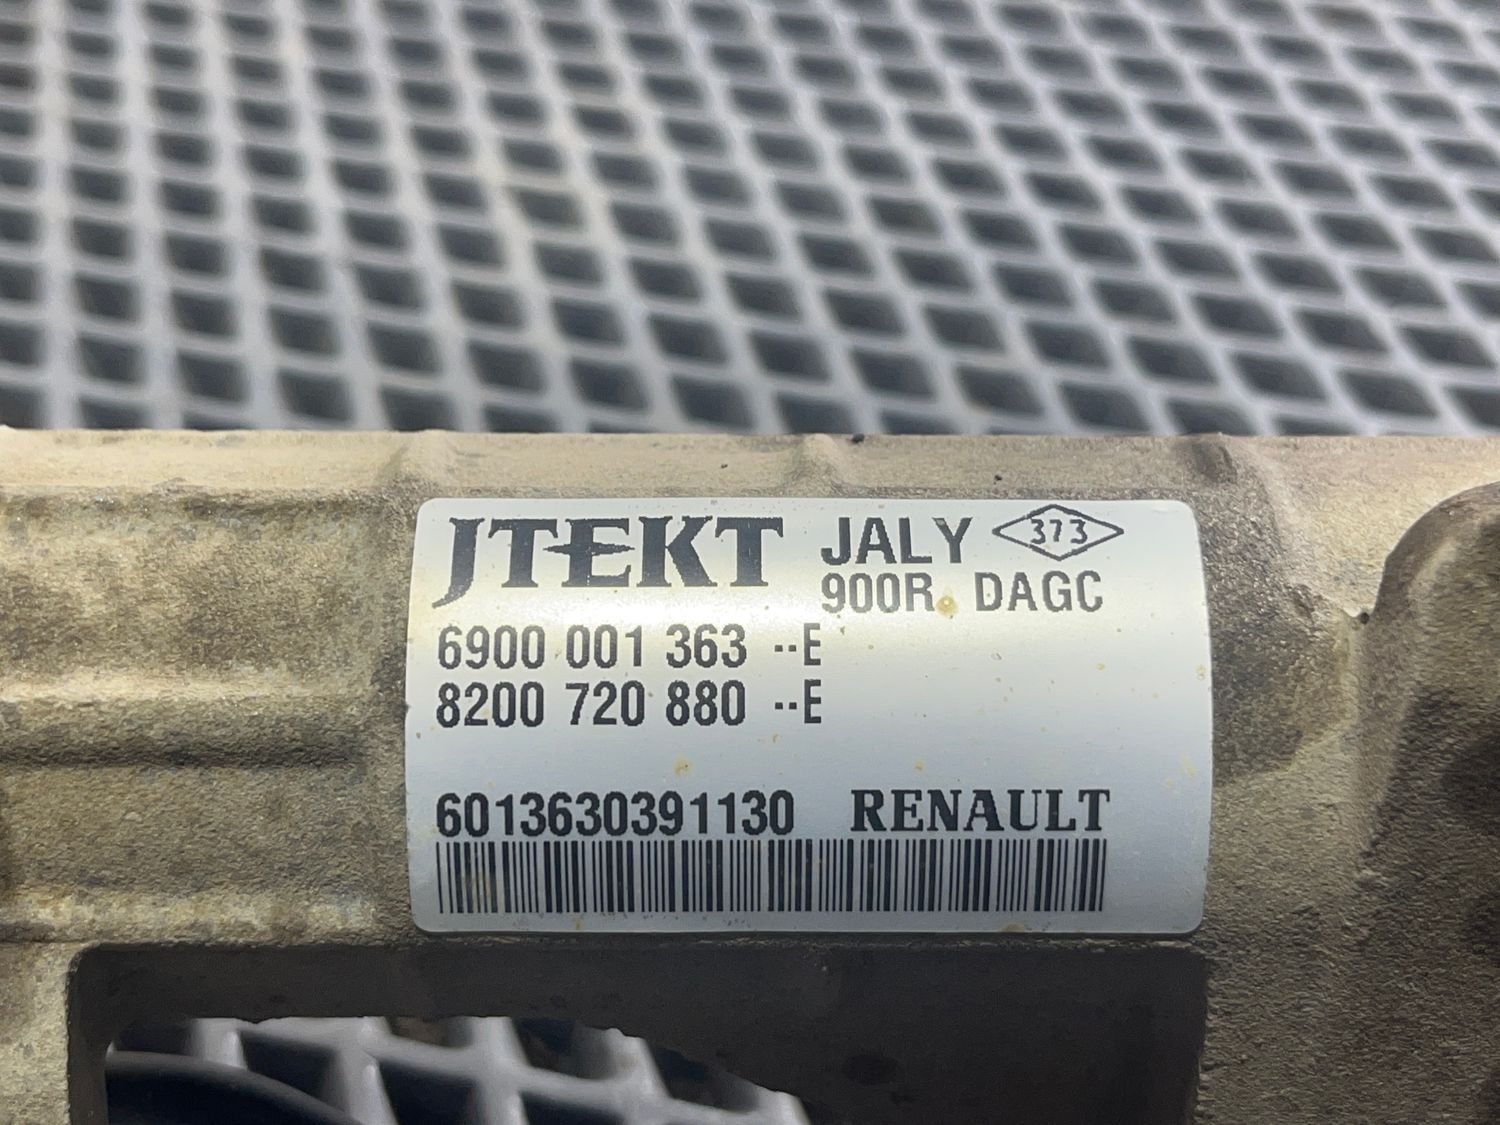 JTEKT JALY 373
900R DAGC
6900 001 363 --E
8200 720 880 --E
6013630391130 RENAULT